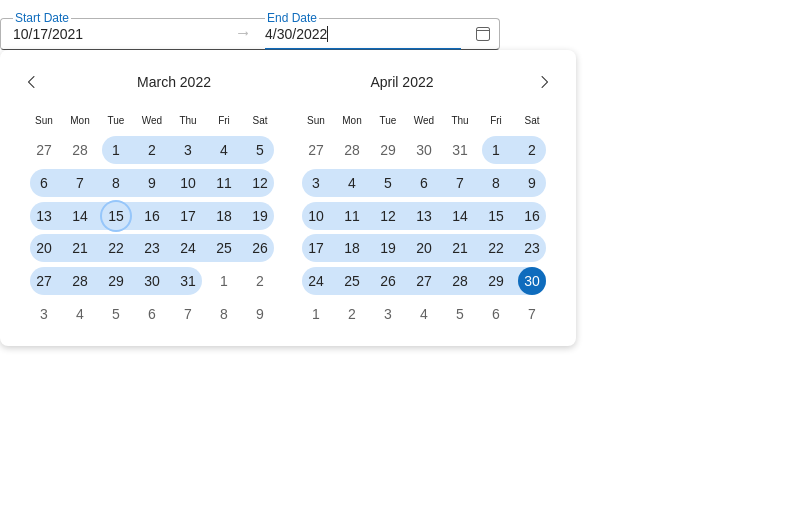 Start Date End Date
10/17/2021 → 4/30/2022
March 2022 April 2022
Sun Mon Tue Wed Thu Fri Sat Sun Mon Tue Wed Thu Fri Sat
27 28 1 2 3 4 5 27 28 29 30 31 1 2
6 7 8 9 10 11 12 3 4 5 6 7 8 9
13 14 15 16 17 18 19 10 11 12 13 14 15 16
20 21 22 23 24 25 26 17 18 19 20 21 22 23
27 28 29 30 31 1 2 24 25 26 27 28 29 30
3 4 5 6 7 8 9 1 2 3 4 5 6 7